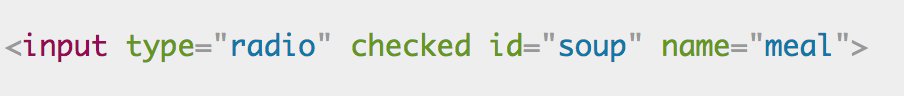 <input type="radio" checked id="soup" name="meal">